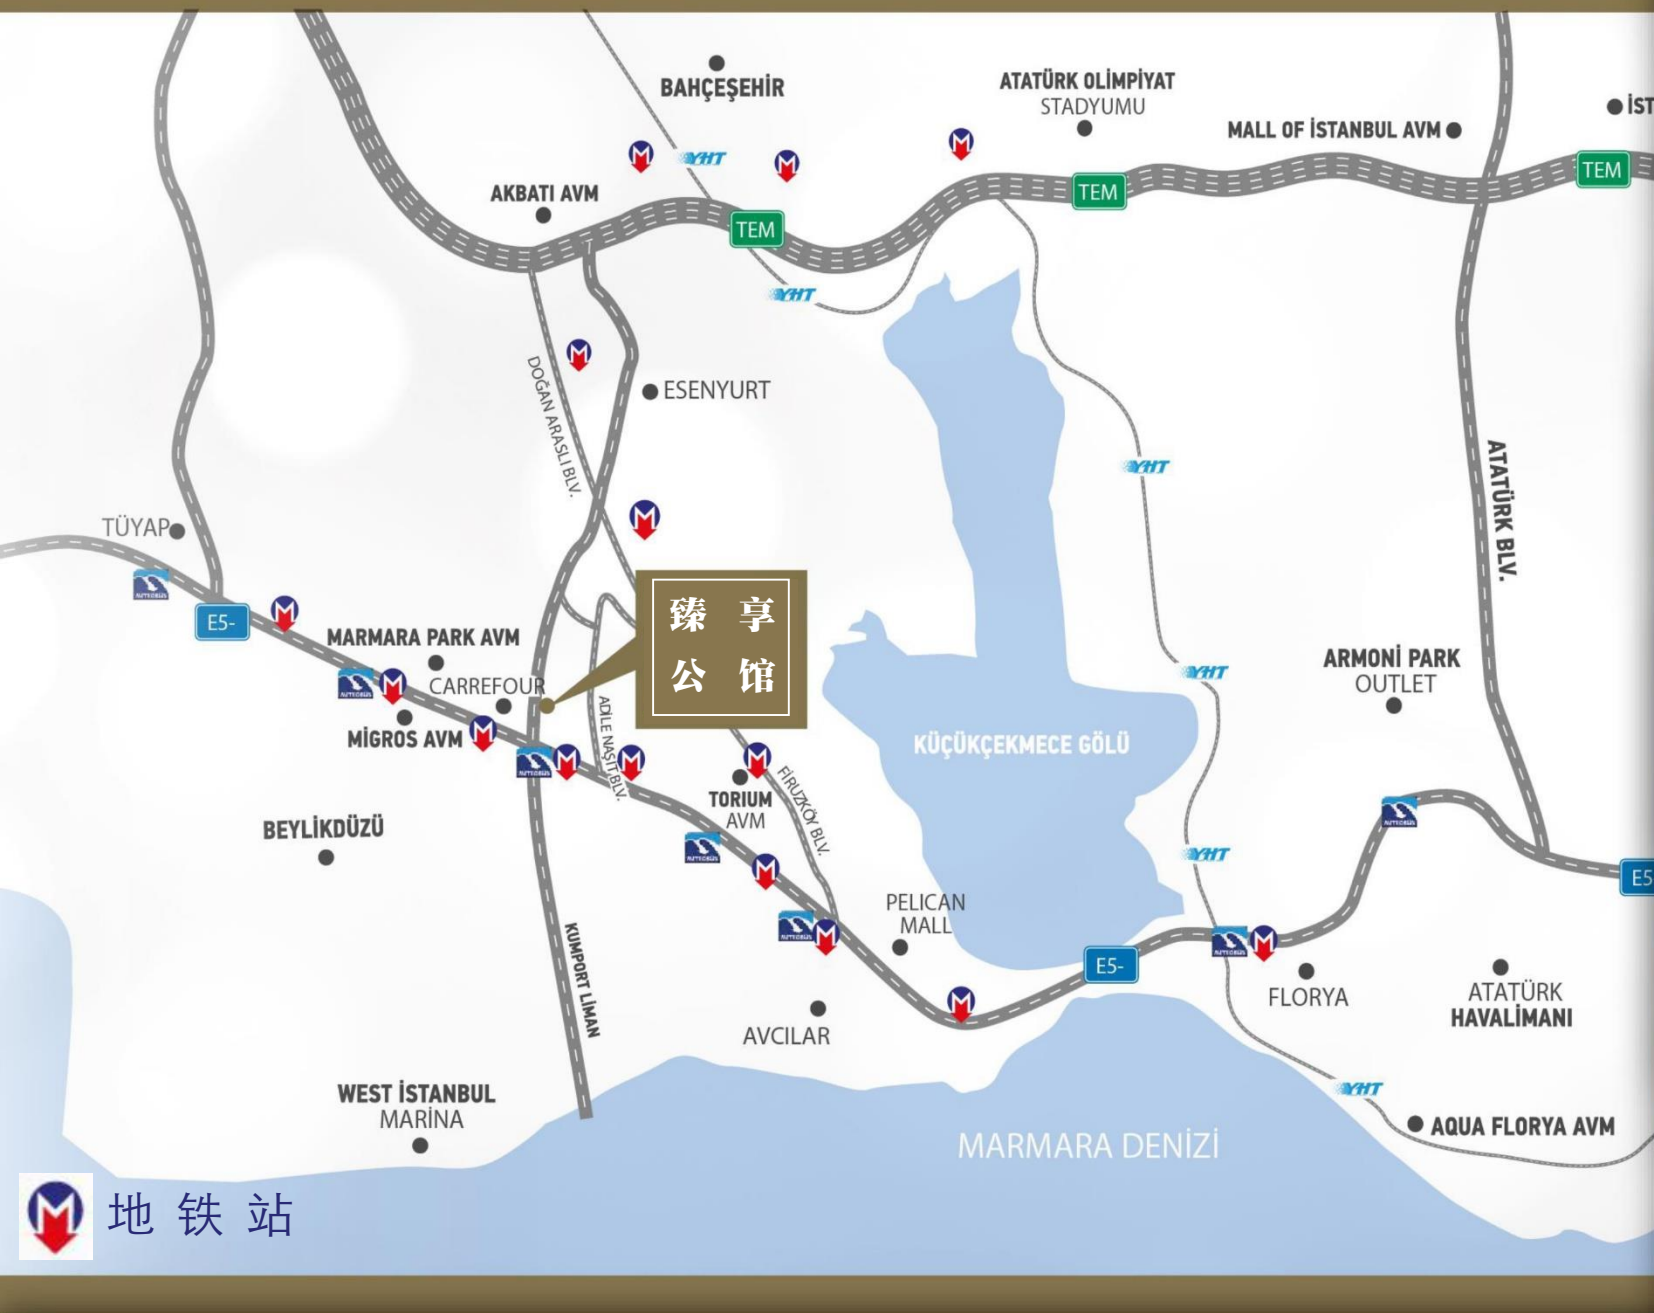 BAHÇEŞEHİR
ATATÜRK OLİMPİYAT
STADYUMU
MALL OF İSTANBUL AVM
İST
YHT
TEM
TEM
TEM
AKBATI AVM
YHT
DOĞAN ARASLI BLV.
ESENYURT
YHT
ATATÜRK BLV.
TÜYAP
E5-
MARMARA PARK AVM
CARREFOUR
MİGROS AVM
臻 享
公 馆
ADİLE NAŞİT BLV.
TORIUM
AVM
FİRUZKÖY BLV.
KÜÇÜKÇEKMECE GÖLÜ
YHT
ARMONİ PARK
OUTLET
BEYLİKDÜZÜ
YHT
E5
PELICAN
MALL
KUMPORT LİMAN
E5-
FLORYA
ATATÜRK
HAVALİMANI
AVCILAR
WEST İSTANBUL
MARİNA
YHT
AQUA FLORYA AVM
MARMARA DENİZİ
M 地铁站